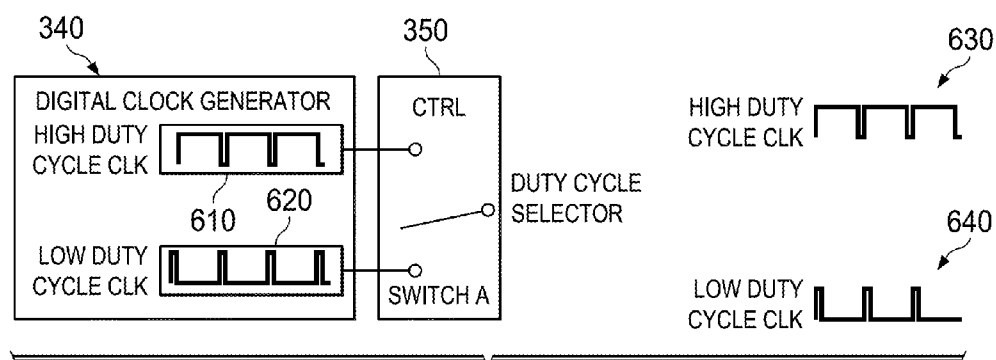 340
350
630
DIGITAL CLOCK GENERATOR
HIGH DUTY
CYCLE CLK
610
620
LOW DUTY
CYCLE CLK
CTRL
SWITCH A
DUTY CYCLE
SELECTOR
HIGH DUTY
CYCLE CLK
640
LOW DUTY
CYCLE CLK